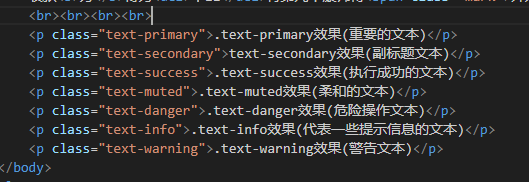 <br><br><br><br>
<p class="text-primary">.text-primary效果(重要的文本)</p>
<p class="text-secondary">text-secondary效果(副标题文本)</p>
<p class="text-success">.text-success效果(执行成功的文本)</p>
<p class="text-muted">.text-muted效果(柔和的文本)</p>
<p class="text-danger">.text-danger效果(危险操作文本)</p>
<p class="text-info">.text-info效果(代表一些提示信息的文本)</p>
<p class="text-warning">.text-warning效果(警告文本)</p>
</body>